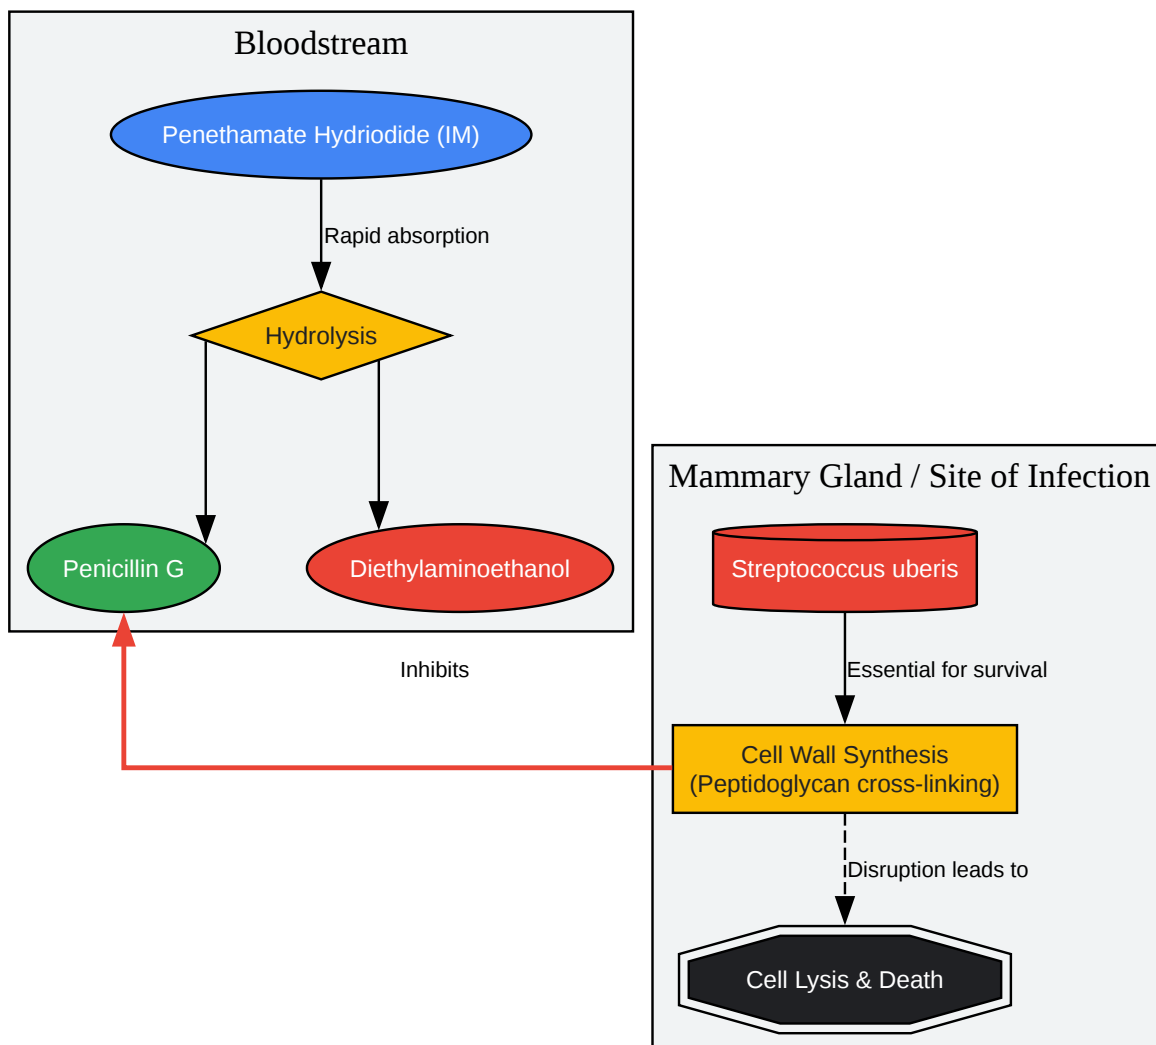 Bloodstream
Penethamate Hydriodide (IM)
Rapid absorption
Hydrolysis
Penicillin G
Diethylaminoethanol
Inhibits
Mammary Gland / Site of Infection
Streptococcus uberis
Essential for survival
Cell Wall Synthesis
(Peptidoglycan cross-linking)
Disruption leads to
Cell Lysis & Death